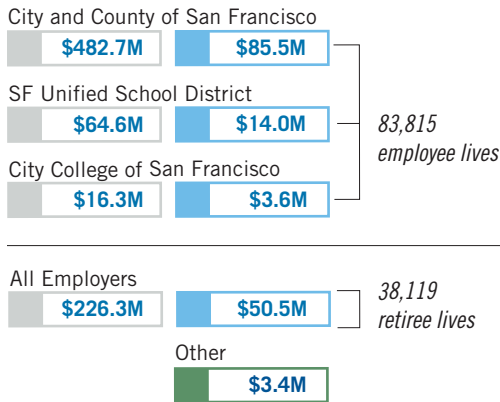 City and County of San Francisco
$482.7M $85.5M
SF Unified School District
$64.6M $14.0M
83,815
employee lives
City College of San Francisco
$16.3M $3.6M
All Employers
$226.3M $50.5M
38,119
retiree lives
Other
$3.4M